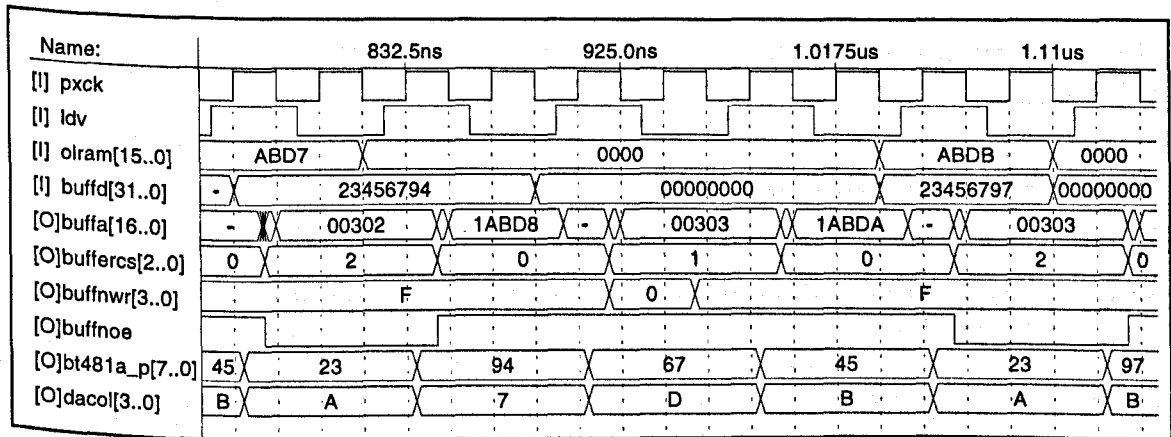 Name: 832.5ns 925.0ns 1.0175us 1.11us
[I] pxck
[I] ldv
[I] olram[15..0] ABD7 0000 ABDB 0000
[I] buffd[31..0] - 23456794 00000000 23456797 00000000
[O]buffa[16..0] - 00302 1ABD8 - 00303 1ABDA - 00303
[O]buffercs[2..0] 0 2 0 1 0 2 0
[O]buffnwr[3..0] F 0 F
[O]buffnoe
[O]bt481a_p[7..0] 45 23 94 67 45 23 97
[O]dacol[3..0] B A 7 D B A B